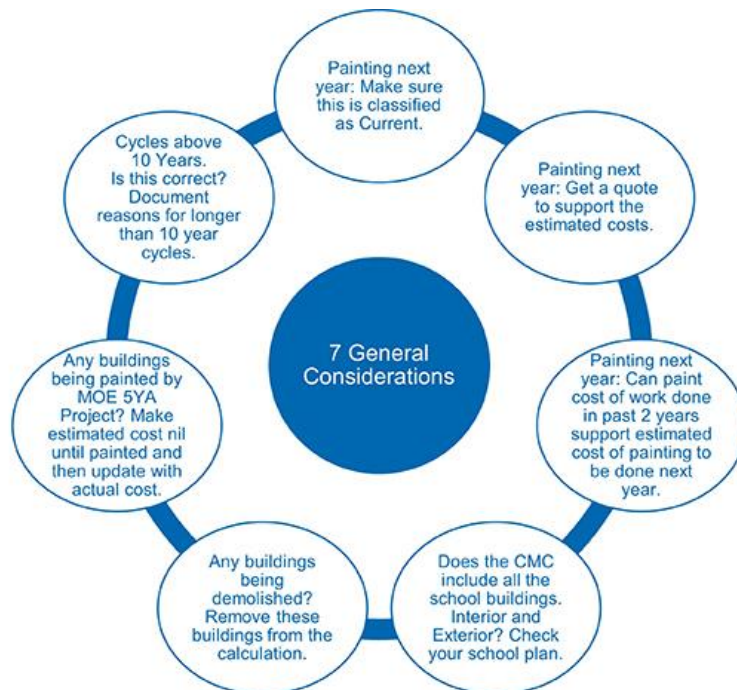 Painting next
year: Make sure
this is classified
as Current.
Painting next
year: Get a quote
to support the
estimated costs.
Painting next
year: Can paint
cost of work done
in past 2 years
support estimated
cost of painting to
be done next
year.
Does the CMC
include all the
school buildings.
Interior and
Exterior? Check
your school plan.
Any buildings
being
demolished?
Remove these
buildings from the
calculation.
Any buildings
being painted by
MOE 5YA
Project? Make
estimated cost nil
until painted and
then update with
actual cost.
Cycles above
10 Years.
Is this correct?
Document
reasons for longer
than 10 year
cycles.
7 General
Considerations